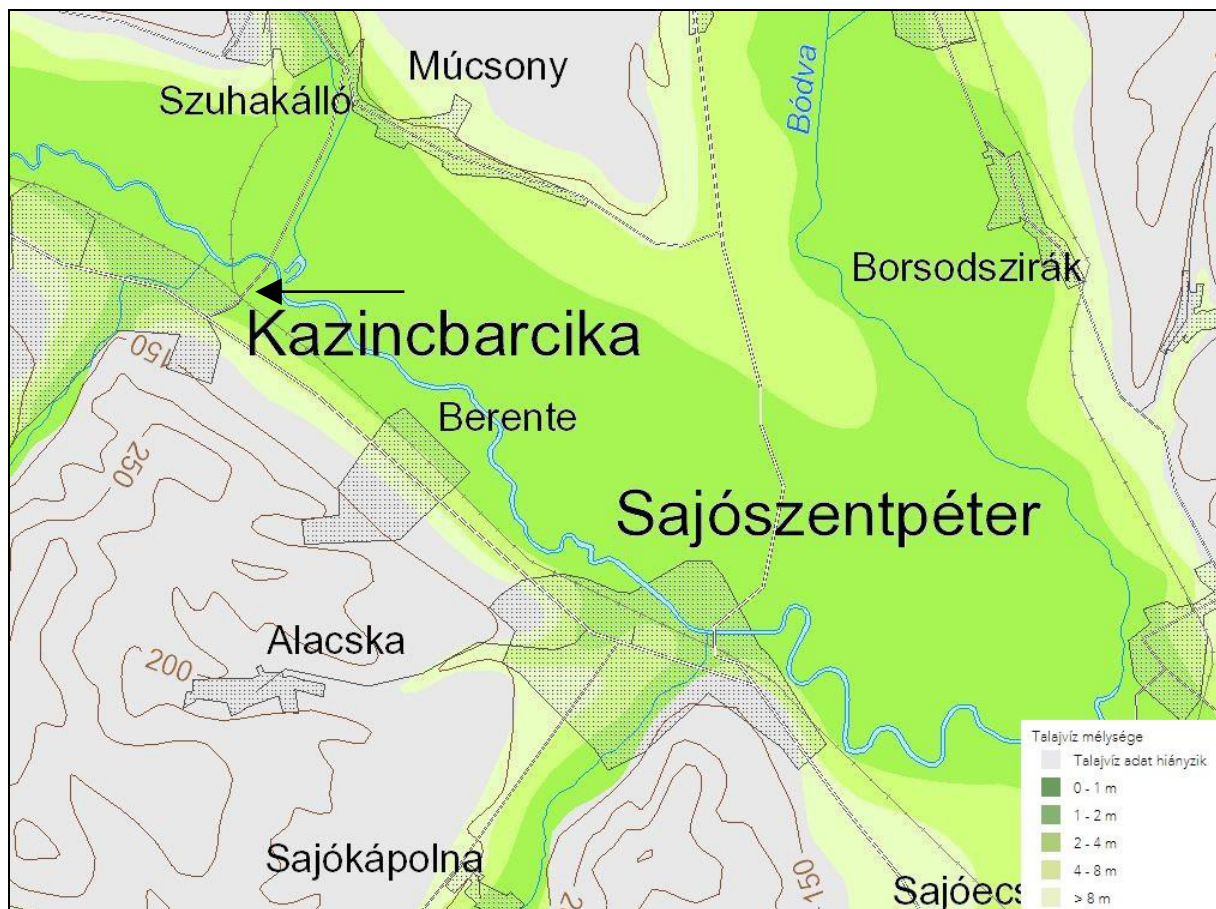 Múcsony
Szuhakálló
Bódva
Borsodszirák
Kazincbarcika
150
Berente
250
Sajószentpéter
Alacska
200
Sajókápolna
150
Sajóecs
Talajvíz mélysége
Talajvíz adat hiányzik
0 - 1 m
1 - 2 m
2 - 4 m
4 - 8 m
> 8 m